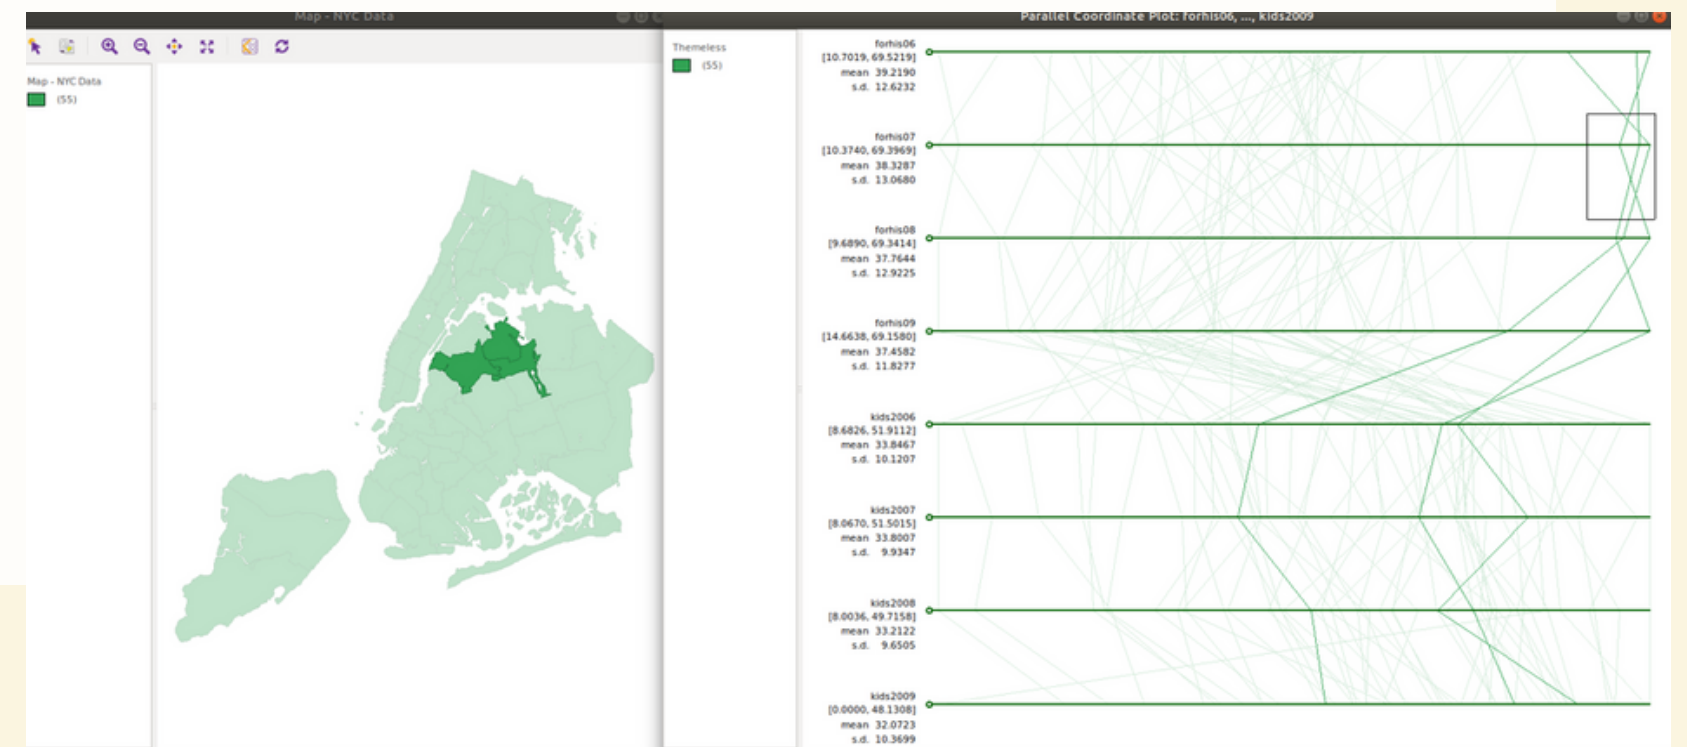 Map - NYC Data
Parallel Coordinate Plot: forhis06, ..., kids2009
Map - NYC Data
(55)
Themeless
(55)
forhis06
[10.7019, 69.5219]
mean 39.2190
s.d. 12.6232
forhis07
[10.3740, 69.3969]
mean 38.3287
s.d. 13.0680
forhis08
[9.6890, 69.3414]
mean 37.7644
s.d. 12.9225
forhis09
[14.6638, 69.1580]
mean 37.4582
s.d. 11.8277
kids2006
[8.6826, 51.9112]
mean 33.8467
s.d. 10.1207
kids2007
[8.0670, 51.5015]
mean 33.8007
s.d. 9.9347
kids2008
[8.0036, 49.7158]
mean 33.2122
s.d. 9.6505
kids2009
[0.0000, 48.1308]
mean 32.0723
s.d. 10.3699